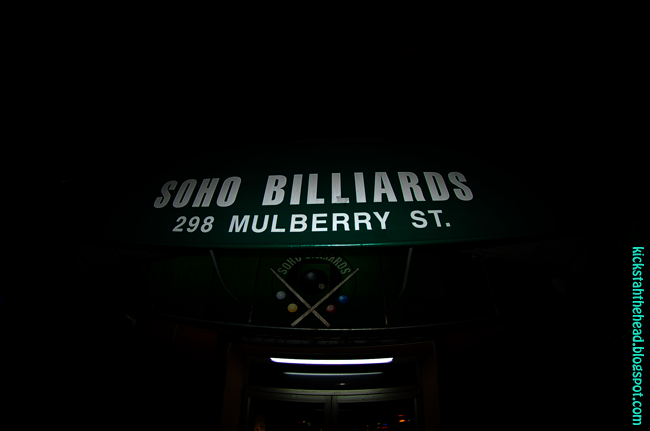 SOHO BILLIARDS
298 MULBERRY ST.
SOHO BILLIARDS
kickstahthehead.blogspot.com